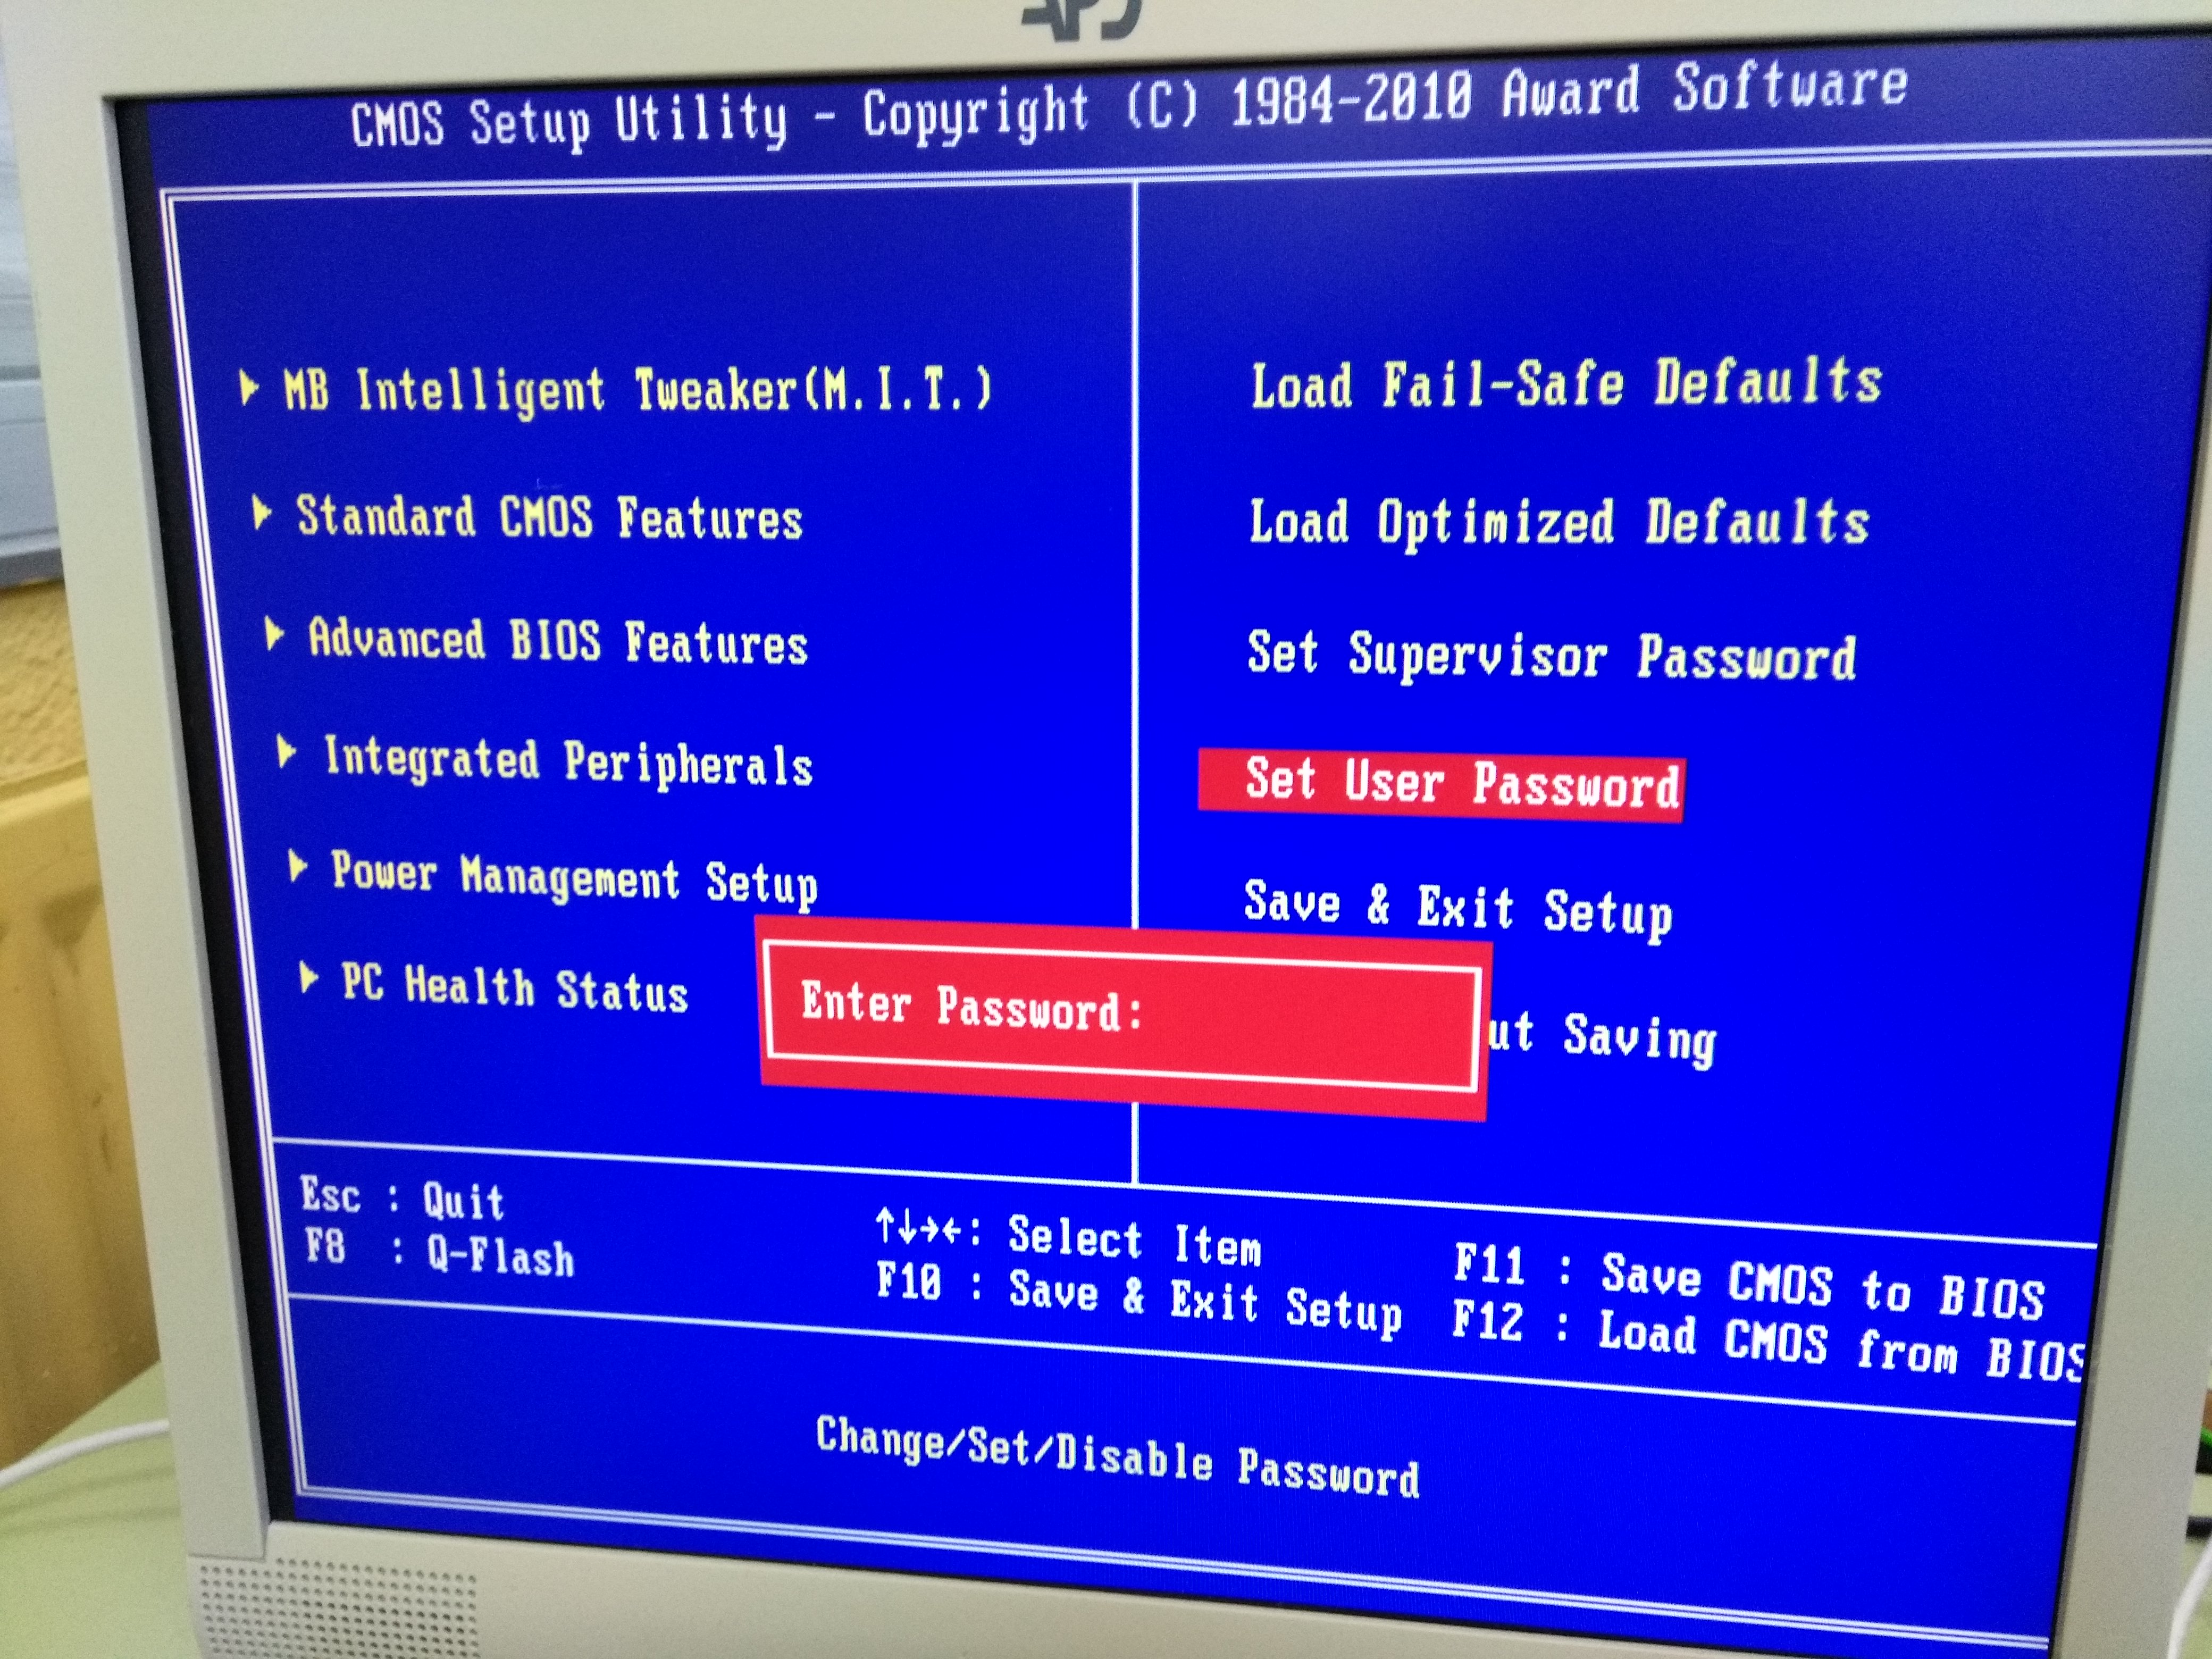 CMOS Setup Utility - Copyright (C) 1984-2010 Award Software
MB Intelligent Tweaker(M.I.T.)
Standard CMOS Features
Advanced BIOS Features
Integrated Peripherals
Power Management Setup
PC Health Status
Load Fail-Safe Defaults
Load Optimized Defaults
Set Supervisor Password
Set User Password
Save & Exit Setup
ut Saving
Enter Password:
Esc : Quit
F8 : Q-Flash
↑↓→←: Select Item
F10 : Save & Exit Setup
F11 : Save CMOS to BIOS
F12 : Load CMOS from BIOS
Change/Set/Disable Password